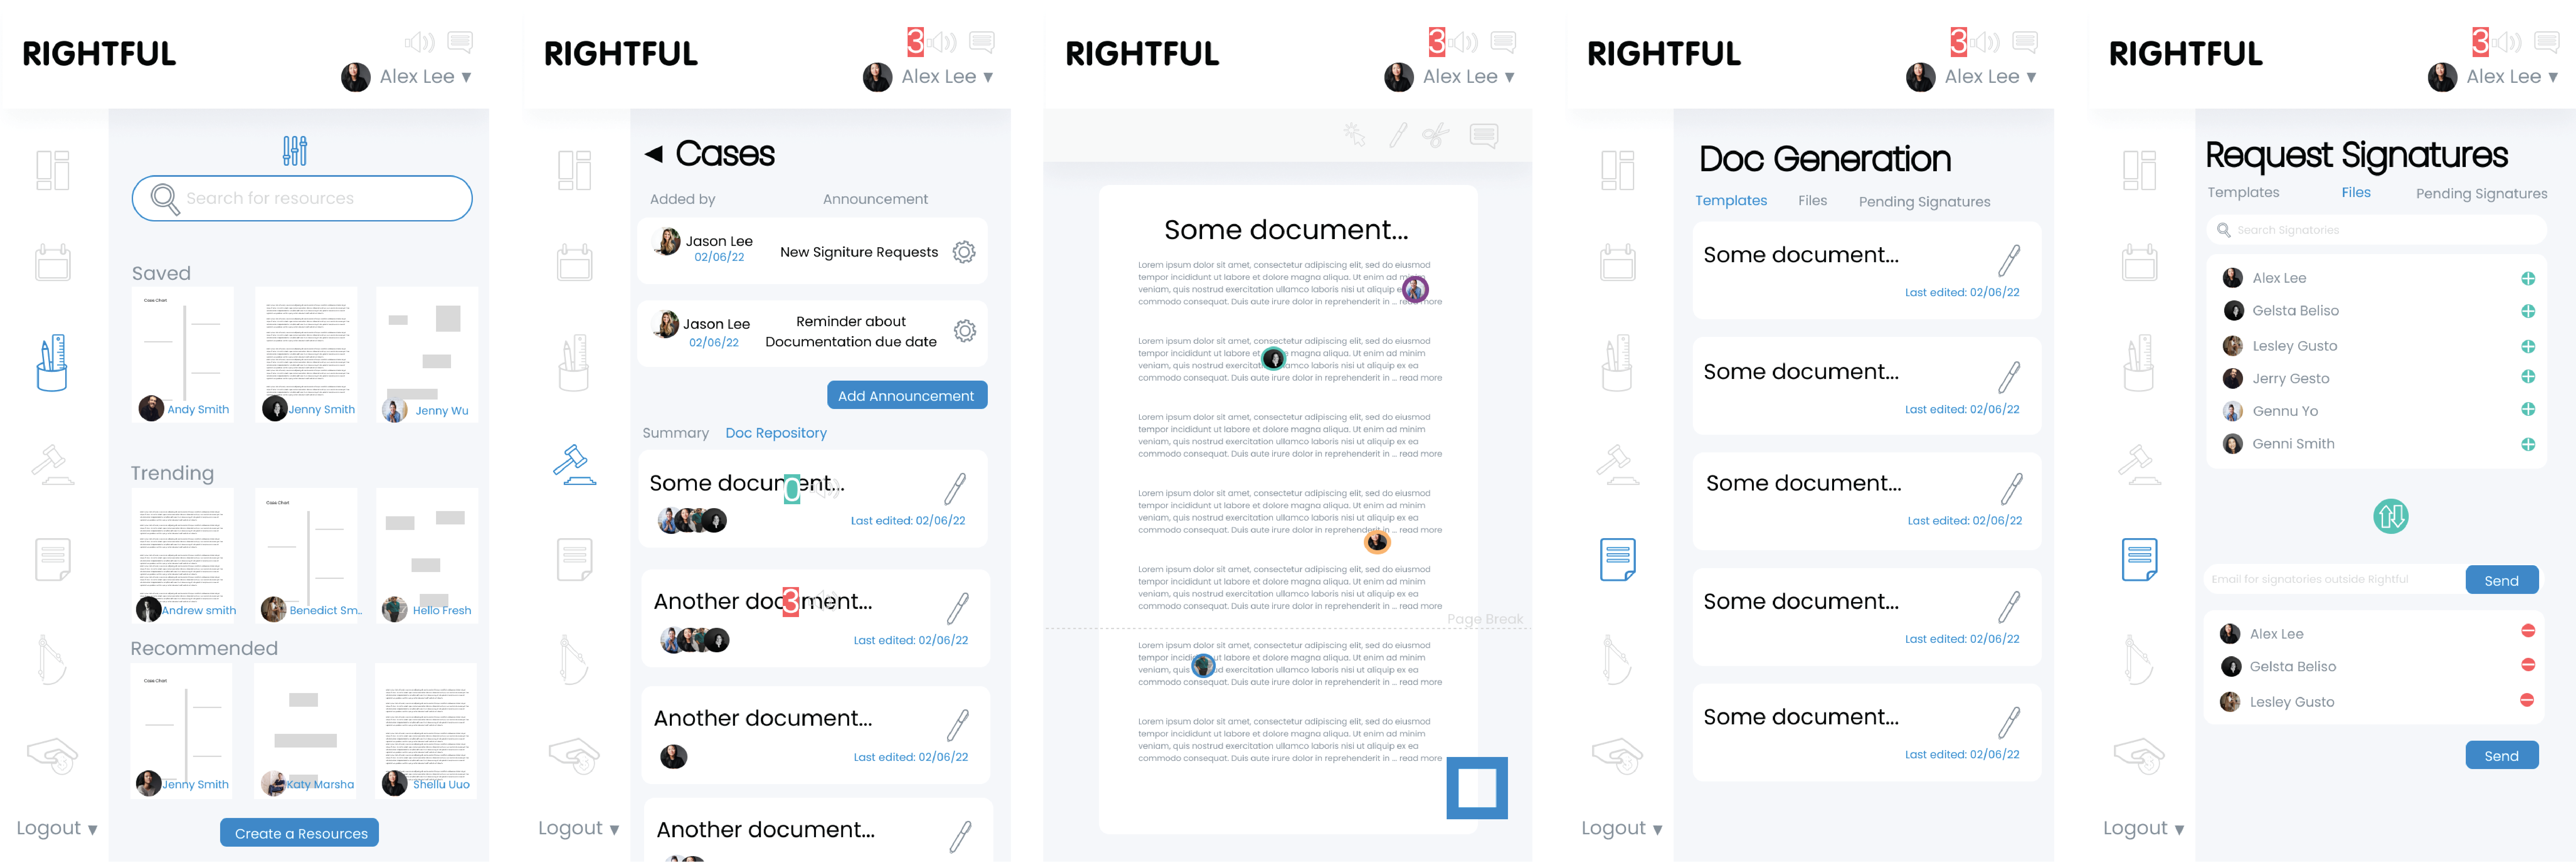 RIGHTFUL
Alex Lee ▼
Search for resources
Saved
Case Chart
Andy Smith
Jenny Smith
Jenny Wu
Trending
Case Chart
Andrew smith
Benedict Sm..
Hello Fresh
Recommended
Case Chart
Jenny Smith
Katy Marsha
Shellu Uuo
Logout ▼
Create a Resources
RIGHTFUL
3
Alex Lee ▼
◀ Cases
Added by Announcement
Jason Lee
02/06/22
New Signiture Requests
Jason Lee
02/06/22
Reminder about
Documentation due date
Add Announcement
Summary Doc Repository
Some document...
0
Last edited: 02/06/22
Another document...
3
Last edited: 02/06/22
Another document...
Last edited: 02/06/22
Another document...
Logout ▼
RIGHTFUL
3
Alex Lee ▼
Some document...
Lorem ipsum dolor sit amet, consectetur adipiscing elit, sed do eiusmod
tempor incididunt ut labore et dolore magna aliqua. Ut enim ad minim
veniam, quis nostrud exercitation ullamco laboris nisi ut aliquip e
commodo consequat. Duis aute irure dolor in reprehenderit in ... read more
Lorem ipsum dolor sit amet, consectetur adipiscing elit, sed do eiusmod
tempor incididunt ut labore et magna aliqua. Ut enim ad minim
veniam, quis nostrud exercitat amco laboris nisi ut aliquip ex ea
commodo consequat. Duis aute irure dolor in reprehenderit in ... read more
Lorem ipsum dolor sit amet, consectetur adipiscing elit, sed do eiusmod
tempor incididunt ut labore et dolore magna aliqua. Ut enim ad minim
veniam, quis nostrud exercitation ullamco laboris nisi ut aliquip ex ea
commodo consequat. Duis aute irure dolor in reprehenderit in ... read more
Lorem ipsum dolor sit amet, consectetur adipiscing elit, sed do eiusmod
tempor incididunt ut labore et dolore magna aliqua. Ut enim ad minim
veniam, quis nostrud exercitation ullamco laboris nisi ut aliquip ex ea
commodo consequat. Duis aute irure dolor in reprehenderit in ... read more
Lorem ipsum dolor sit amet, consectetur adipiscing elit, sed do eiusmod
tempor incididunt ut labore et dolore magna aliqua. Ut enim ad minim
veniam, quis nostrud exercitation ullamco laboris nisi ut aliquip ex ea
commodo consequat. Duis aute irure dolor in reprehenderit in ... read more
Page Break
Lorem ipsum dolor sit amet, consectetur adipiscing elit, sed do eiusmod
tempor incidi ut labore et dolore magna aliqua. Ut enim ad minim
veniam, quis d exercitation ullamco laboris nisi ut aliquip ex ea
commodo consequat. Duis aute irure dolor in reprehenderit in ... read more
Lorem ipsum dolor sit amet, consectetur adipiscing elit, sed do eiusmod
tempor incididunt ut labore et dolore magna aliqua. Ut enim ad minim
veniam, quis nostrud exercitation ullamco laboris nisi ut aliquip ex ea
commodo consequat. Duis aute irure dolor in reprehenderit in ... read more
RIGHTFUL
3
Alex Lee ▼
Doc Generation
Templates Files Pending Signatures
Some document...
Last edited: 02/06/22
Some document...
Last edited: 02/06/22
Some document...
Last edited: 02/06/22
Some document...
Last edited: 02/06/22
Some document...
Last edited: 02/06/22
Logout ▼
RIGHTFUL
3
Alex Lee ▼
Request Signatures
Templates Files Pending Signatures
Search Signatories
Alex Lee
Gelsta Beliso
Lesley Gusto
Jerry Gesto
Gennu Yo
Genni Smith
Email for signatories outside Rightful
Send
Alex Lee
Gelsta Beliso
Lesley Gusto
Send
Logout ▼